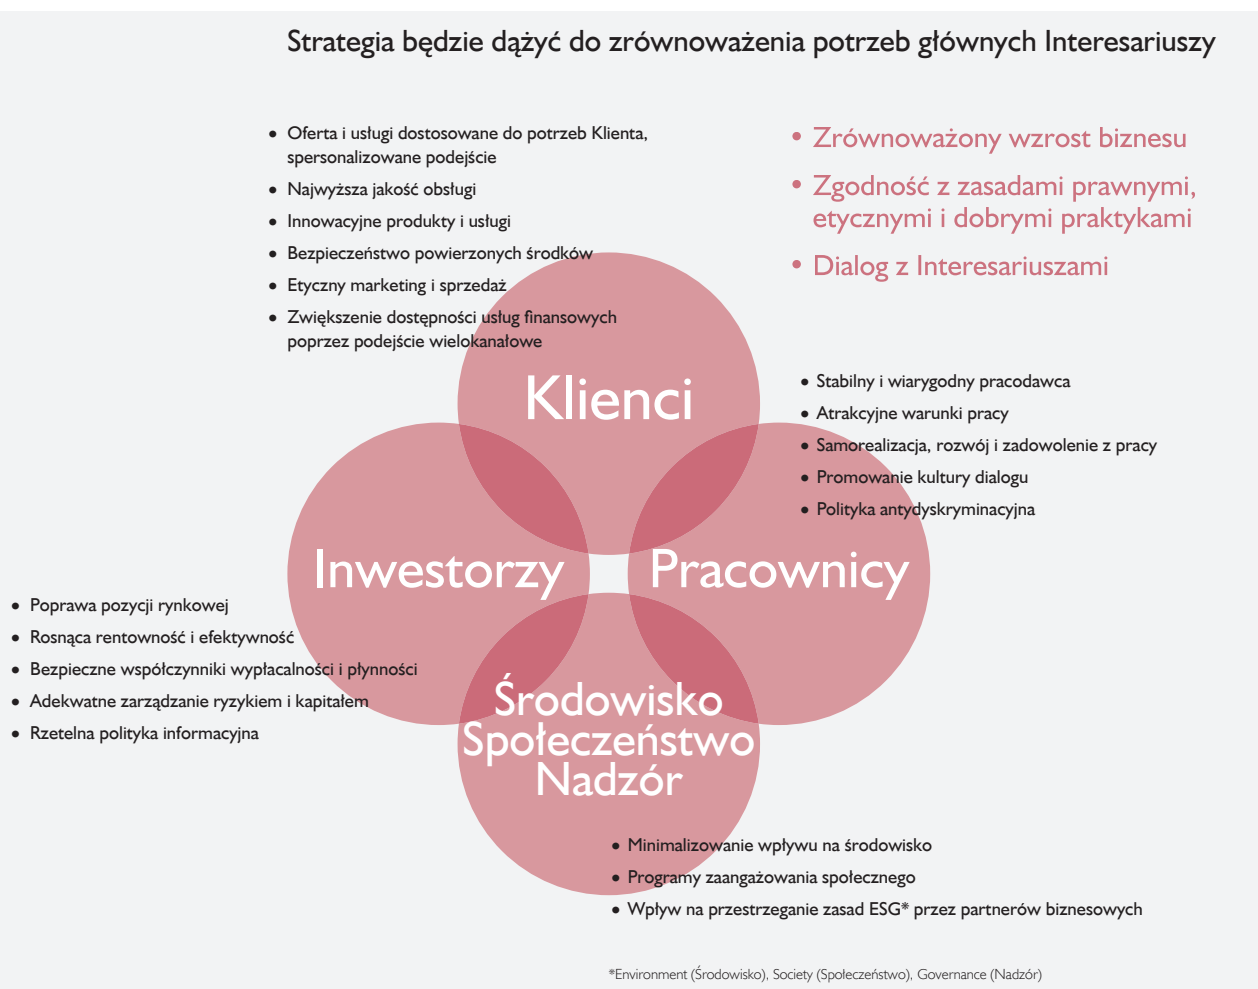 Strategia będzie dążyć do zrównoważenia potrzeb głównych Interesariuszy
• Oferta i usługi dostosowane do potrzeb Klienta,
spersonalizowane podejście
• Najwyższa jakość obsługi
• Innowacyjne produkty i usługi
• Bezpieczeństwo powierzonych środków
• Etyczny marketing i sprzedaż
• Zwiększenie dostępności usług finansowych
poprzez podejście wielokanałowe
• Zrównoważony wzrost biznesu
• Zgodność z zasadami prawnymi,
etycznymi i dobrymi praktykami
• Dialog z Interesariuszami
Klienci
• Stabilny i wiarygodny pracodawca
• Atrakcyjne warunki pracy
• Samorealizacja, rozwój i zadowolenie z pracy
• Promowanie kultury dialogu
• Polityka antydyskryminacyjna
Inwestorzy
Pracownicy
• Poprawa pozycji rynkowej
• Rosnąca rentowność i efektywność
• Bezpieczne współczynniki wypłacalności i płynności
• Adekwatne zarządzanie ryzykiem i kapitałem
• Rzetelna polityka informacyjna
Środowisko
Społeczeństwo
Nadzór
• Minimalizowanie wpływu na środowisko
• Programy zaangażowania społecznego
• Wpływ na przestrzeganie zasad ESG* przez partnerów biznesowych
*Environment (Środowisko), Society (Społeczeństwo), Governance (Nadzór)